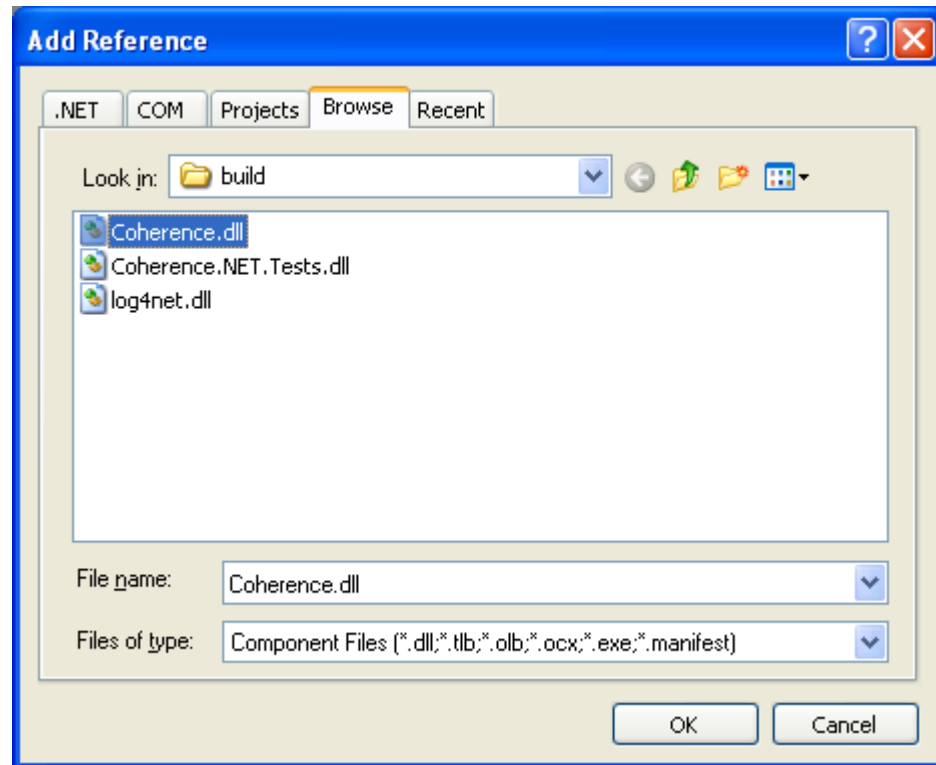 Add Reference
.NET COM Projects Browse Recent
Look in: build
Coherence.dll
Coherence.NET.Tests.dll
log4net.dll
File name: Coherence.dll
Files of type: Component Files (*.dll;*.tlb;*.olb;*.ocx;*.exe;*.manifest)
OK Cancel